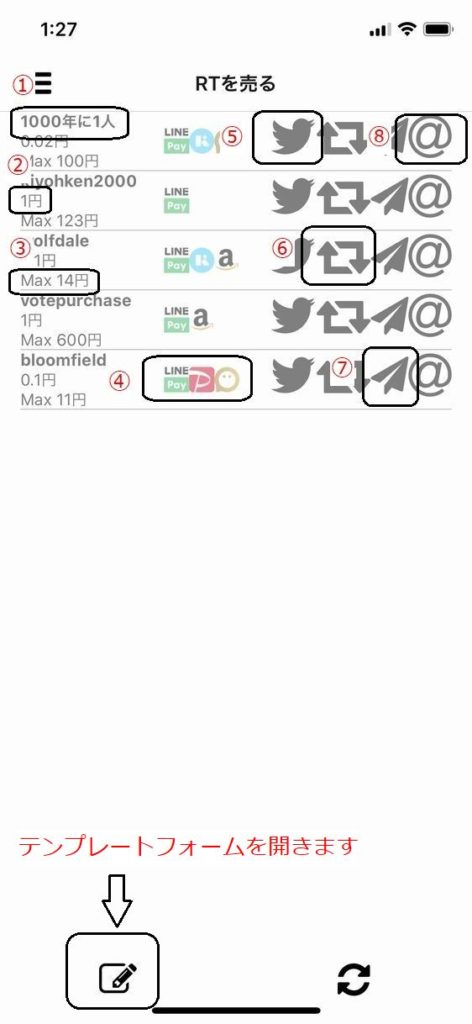 1:27
① RTを売る
1000年に1人
0.02円
Max 100円
LINE Pay K ⑤ ⑧ @
②
iyohken2000
1円
Max 123円
LINE Pay @
③ olfdale
1円
Max 14円
LINE Pay K a ⑥ @
votepurchase
1円
Max 600円
LINE Pay a @
bloomfield
0.1円
Max 11円
④ LINE Pay P ⑦ @
テンプレートフォームを開きます